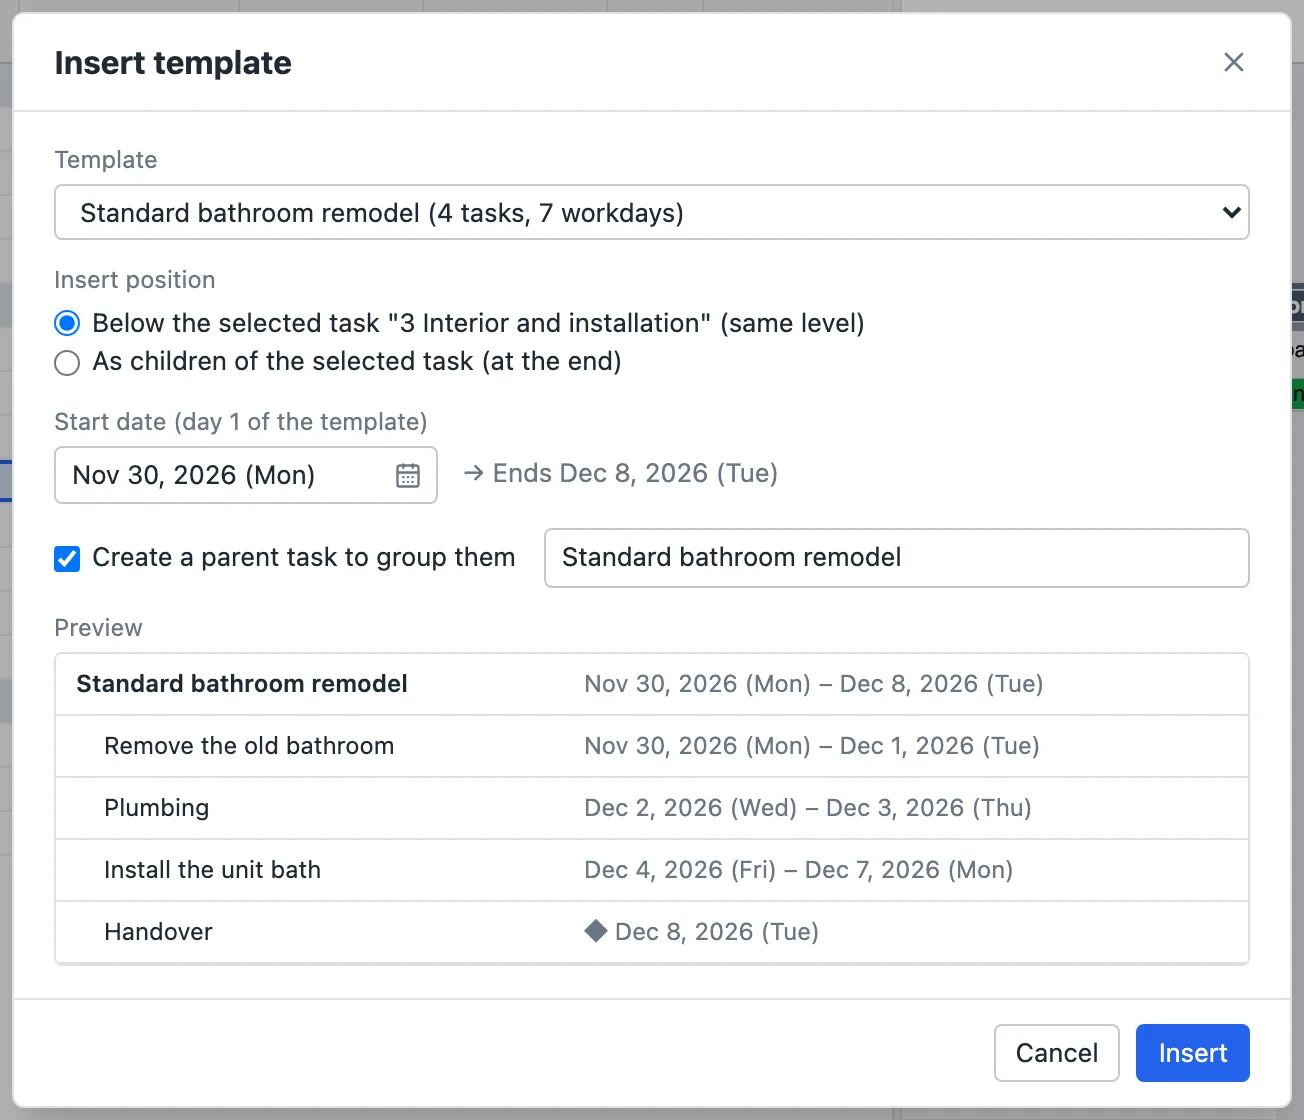 Insert template
Template
Standard bathroom remodel (4 tasks, 7 workdays)
Insert position
Below the selected task "3 Interior and installation" (same level)
As children of the selected task (at the end)
Start date (day 1 of the template)
Nov 30, 2026 (Mon) → Ends Dec 8, 2026 (Tue)
Create a parent task to group them Standard bathroom remodel
Preview
Standard bathroom remodel Nov 30, 2026 (Mon) – Dec 8, 2026 (Tue)
Remove the old bathroom Nov 30, 2026 (Mon) – Dec 1, 2026 (Tue)
Plumbing Dec 2, 2026 (Wed) – Dec 3, 2026 (Thu)
Install the unit bath Dec 4, 2026 (Fri) – Dec 7, 2026 (Mon)
Handover ◆ Dec 8, 2026 (Tue)
Cancel Insert